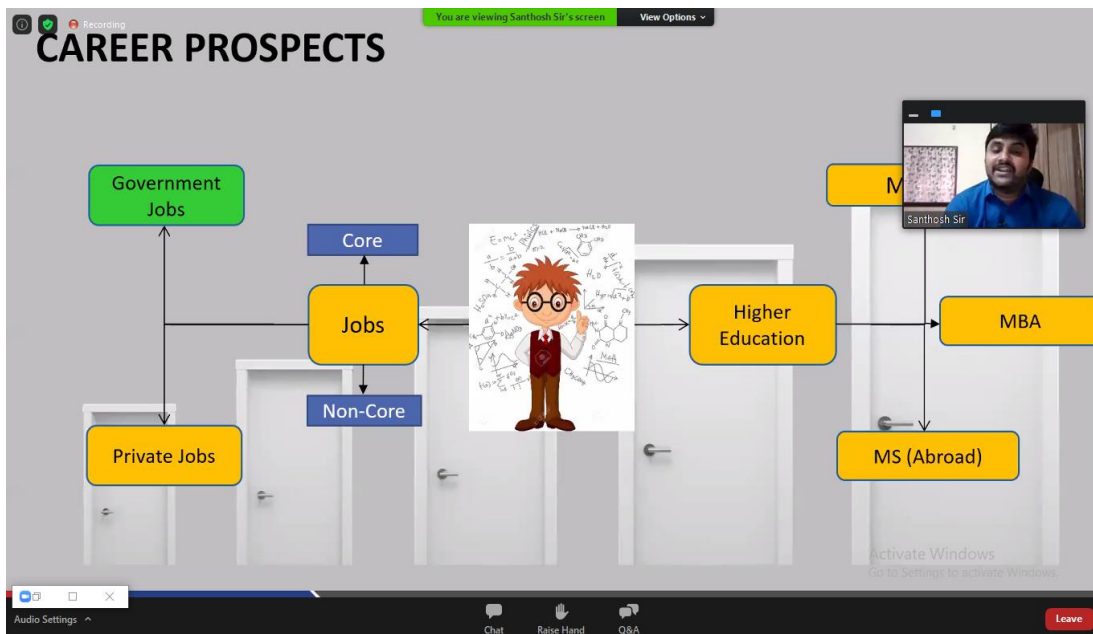 Recording
You are viewing Santhosh Sir's screen
View Options
CAREER PROSPECTS
Government
Jobs
Core
Jobs
Non-Core
Private Jobs
E=mc²
H₂O
Higher
Education
M
Santhosh Sir
MBA
MS (Abroad)
Activate Windows
Go to Settings to activate Windows.
Audio Settings
Chat
Raise Hand
Q&A
Leave